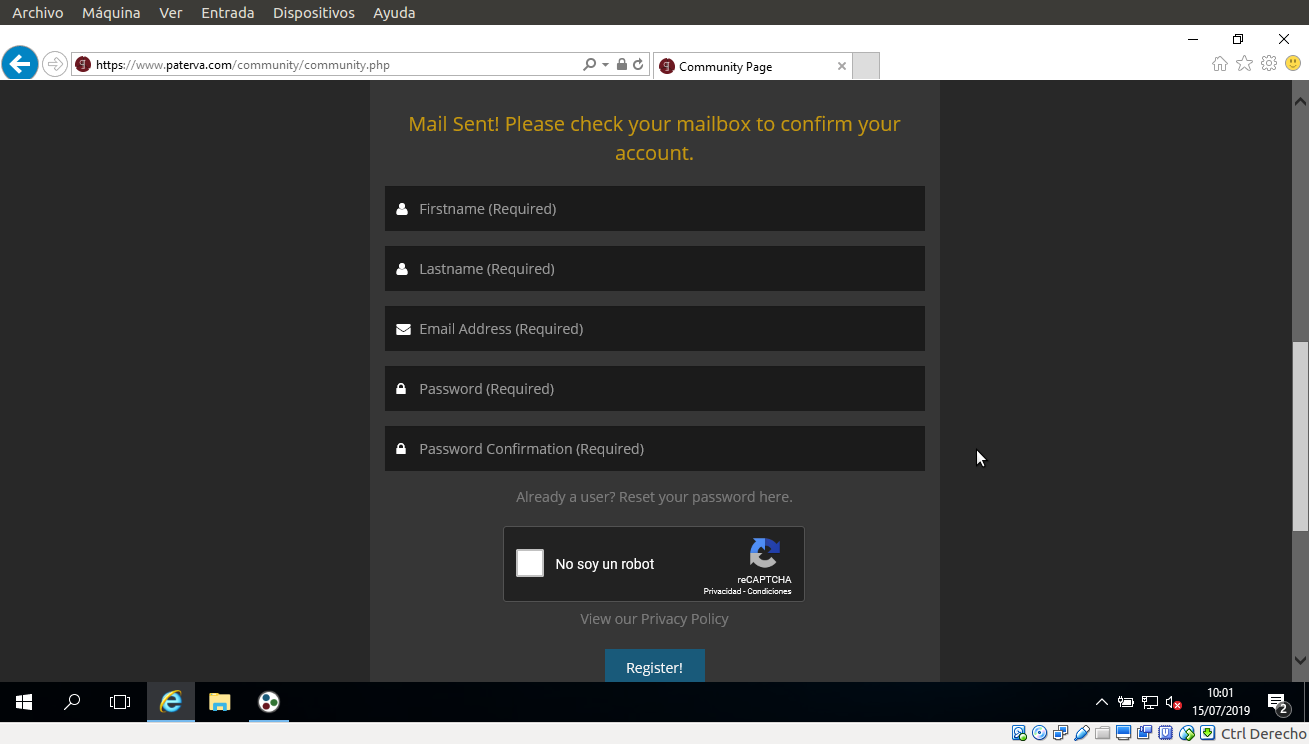 Archivo Máquina Ver Entrada Dispositivos Ayuda
https://www.paterva.com/community/community.php
Community Page
Mail Sent! Please check your mailbox to confirm your
account.
Firstname (Required)
Lastname (Required)
Email Address (Required)
Password (Required)
Password Confirmation (Required)
Already a user? Reset your password here.
No soy un robot
reCAPTCHA
Privacidad - Condiciones
View our Privacy Policy
Register!
10:01
15/07/2019
2
Ctrl Derecho